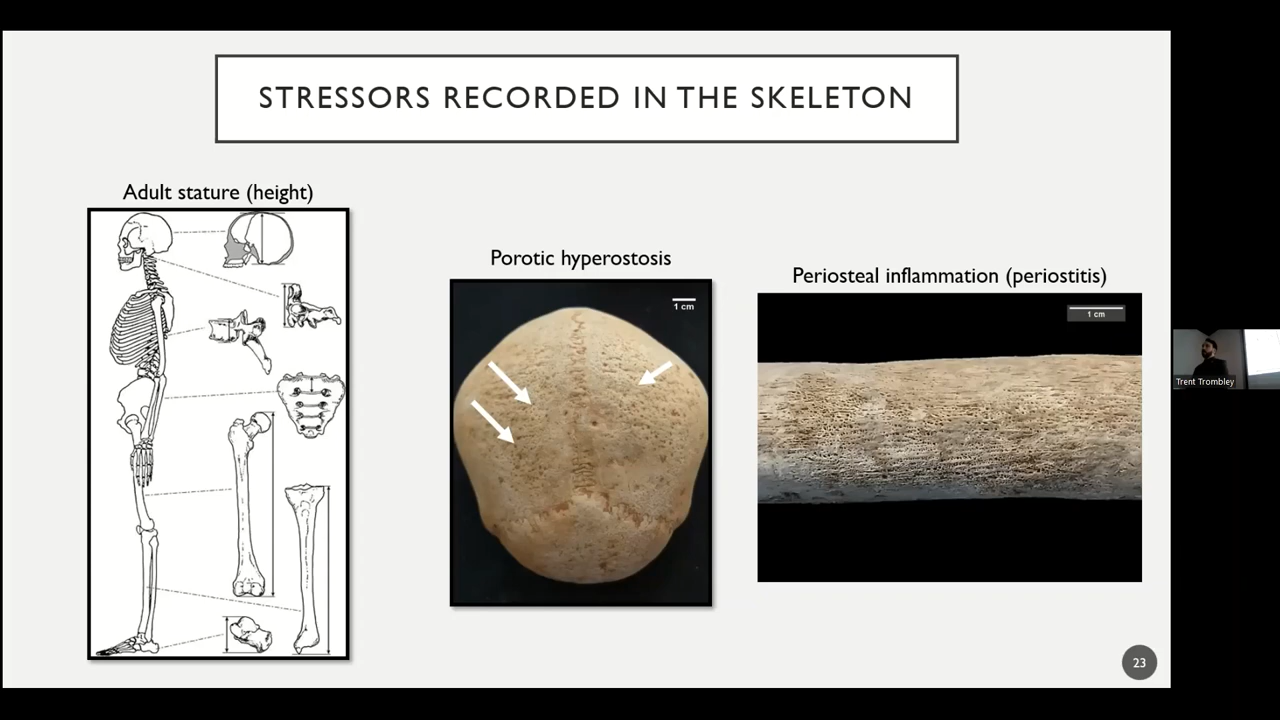 STRESSORS RECORDED IN THE SKELETON
Adult stature (height)
Porotic hyperostosis
1 cm
Periosteal inflammation (periostitis)
1 cm
Trent Trombley
23